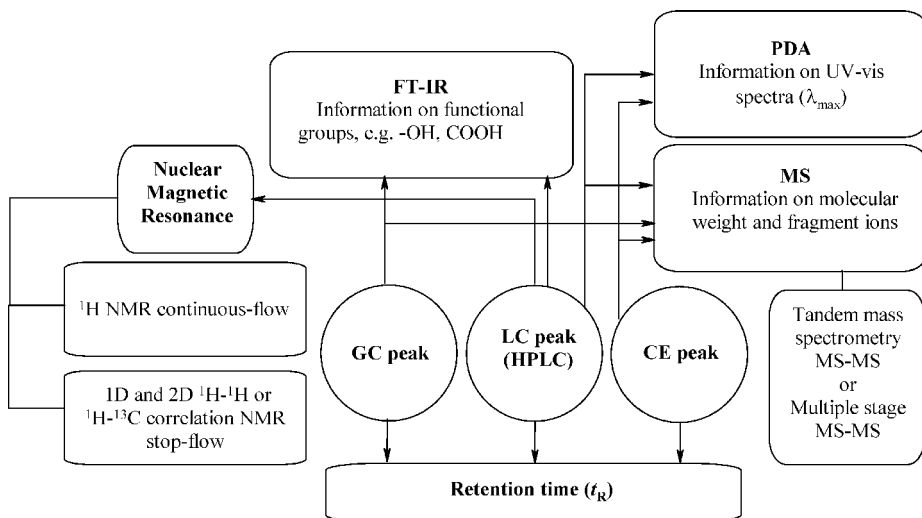 PDA
Information on UV-vis
spectra (λmax)
FT-IR
Information on functional
groups, c.g. -OH, COOH
Nuclear
Magnetic
Resonance
MS
Information on molecular
weight and fragment ions
¹H NMR continuous-flow
GC peak
LC peak
(HPLC)
CE peak
Tandem mass
spectrometry
MS-MS
or
Multiple stage
MS-MS
1D and 2D ¹H-¹H or
¹H-¹³C correlation NMR
stop-flow
Retention time (tR)